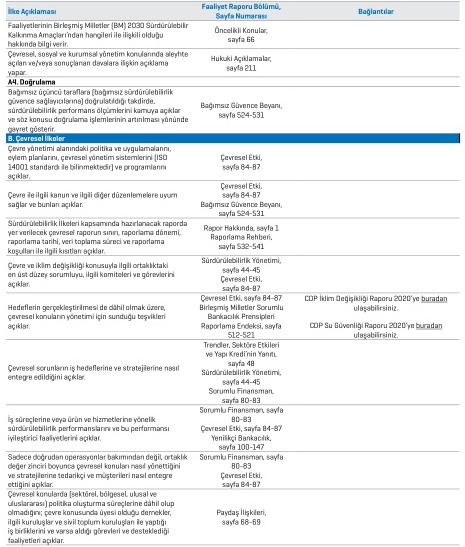 İlke Açıklaması
Faaliyet Raporu Bölümü,
Sayfa Numarası
Bağlantılar
Faaliyetlerinin Birleşmiş Milletler (BM) 2030 Sürdürülebilir
Kalkınma Amaçları'ndan hangileri ile ilişkili olduğu
hakkında bilgi verir.
Öncelikli Konular,
sayfa 66
Çevresel, sosyal ve kurumsal yönetim konularında aleyhte
açılan ve/veya sonuçlanan davalara ilişkin açıklama
yapar.
Hukuki Açıklamalar,
sayfa 211
A4. Doğrulama
Bağımsız üçüncü taraflara (bağımsız sürdürülebilirlik
güvence sağlayıcılarına) doğrulatıldığı takdirde,
sürdürülebilirlik performans ölçümlerini kamuya açıklar
ve söz konusu doğrulama işlemlerinin artırılması yönünde
gayret gösterir.
Bağımsız Güvence Beyanı,
sayfa 524-531
B. Çevresel İlkeler
Çevre yönetimi alanındaki politika ve uygulamalarını,
eylem planlarını, çevresel yönetim sistemlerini (ISO
14001 standardı ile bilinmektedir) ve programlarını
açıklar.
Çevresel Etki,
sayfa 84-87
Çevre ile ilgili kanun ve ilgili diğer düzenlemelere uyum
sağlar ve bunları açıklar.
Çevresel Etki,
sayfa 84-87
Bağımsız Güvence Beyanı,
sayfa 524-531
Sürdürülebilirlik İlkeleri kapsamında hazırlanacak raporda
yer verilecek çevresel raporun sınırı, raporlama dönemi,
raporlama tarihi, veri toplama süreci ve raporlama
koşulları ile ilgili kısıtları açıklar.
Rapor Hakkında, sayfa 1
Raporlama Rehberi,
sayfa 532-541
Çevre ve iklim değişikliği konusuyla ilgili ortaklıktaki
en üst düzey sorumluyu, ilgili komiteleri ve görevlerini
açıklar.
Sürdürülebilirlik Yönetimi,
sayfa 44-45
Çevresel Etki,
sayfa 84-87
Hedeflerin gerçekleştirilmesi de dâhil olmak üzere,
çevresel konuların yönetimi için sunduğu teşvikleri
açıklar.
Çevresel Etki, sayfa 84-87
Birleşmiş Milletler Sorumlu
Bankacılık Prensipleri
Raporlama Endeksi, sayfa
512-521
CDP İklim Değişikliği Raporu 2020'ye buradan
ulaşabilirsiniz.
CDP Su Güvenliği Raporu 2020'ye buradan
ulaşabilirsiniz.
Çevresel sorunların iş hedeflerine ve stratejilerine nasıl
entegre edildiğini açıklar.
Trendler, Sektöre Etkileri
ve Yapı Kredi'nin Yanıtı,
sayfa 48
Sürdürülebilirlik Yönetimi,
sayfa 44-45
Sorumlu Finansman,
sayfa 80-83
İş süreçlerine veya ürün ve hizmetlerine yönelik
sürdürülebilirlik performanslarını ve bu performansı
iyileştirici faaliyetlerini açıklar.
Sorumlu Finansman, sayfa
80-83
Çevresel Etki, sayfa 84-87
Yenilikçi Bankacılık,
sayfa 100-147
Sadece doğrudan operasyonlar bakımından değil, ortaklık
değer zinciri boyunca çevresel konuları nasıl yönettiğini
ve stratejilerine tedarikçi ve müşterileri nasıl entegre
ettiğini açıklar.
Sorumlu Finansman, sayfa
80-83
Çevresel Etki,
sayfa 84-87
Çevresel konularda (sektörel, bölgesel, ulusal ve
uluslararası) politika oluşturma süreçlerine dâhil olup
olmadığını; çevre konusunda üyesi olduğu dernekler,
ilgili kuruluşlar ve sivil toplum kuruluşları ile yaptığı
iş birliklerini ve varsa aldığı görevleri ve desteklediği
faaliyetleri açıklar.
Paydaş İlişkileri,
sayfa 68-69